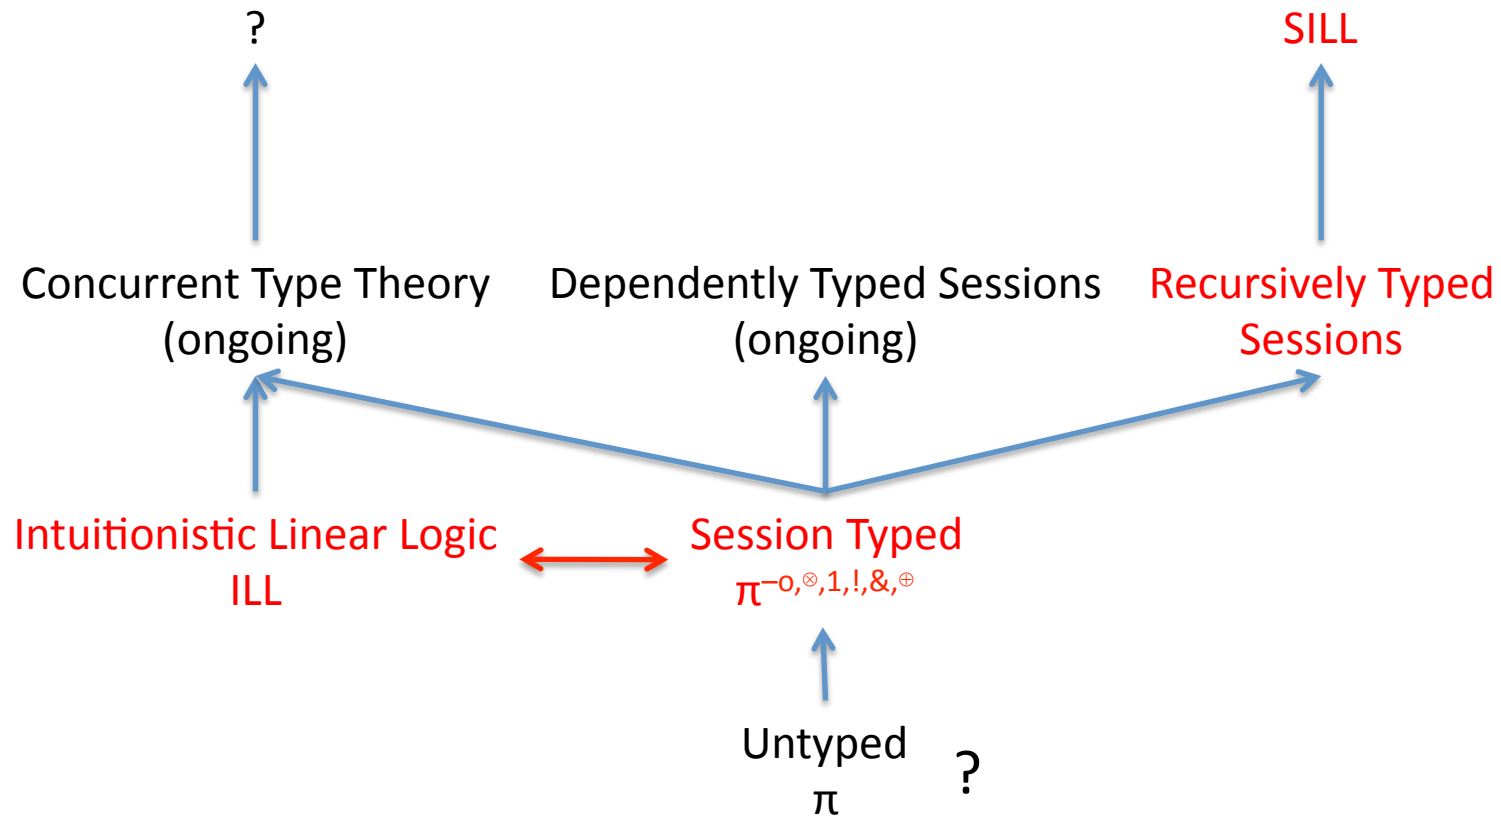 ?
SILL
Concurrent Type Theory
(ongoing)
Dependently Typed Sessions
(ongoing)
Recursively Typed
Sessions
Intuitionistic Linear Logic
ILL
Session Typed
π–o,⊗,1,!,&,⊕
Untyped
π
?